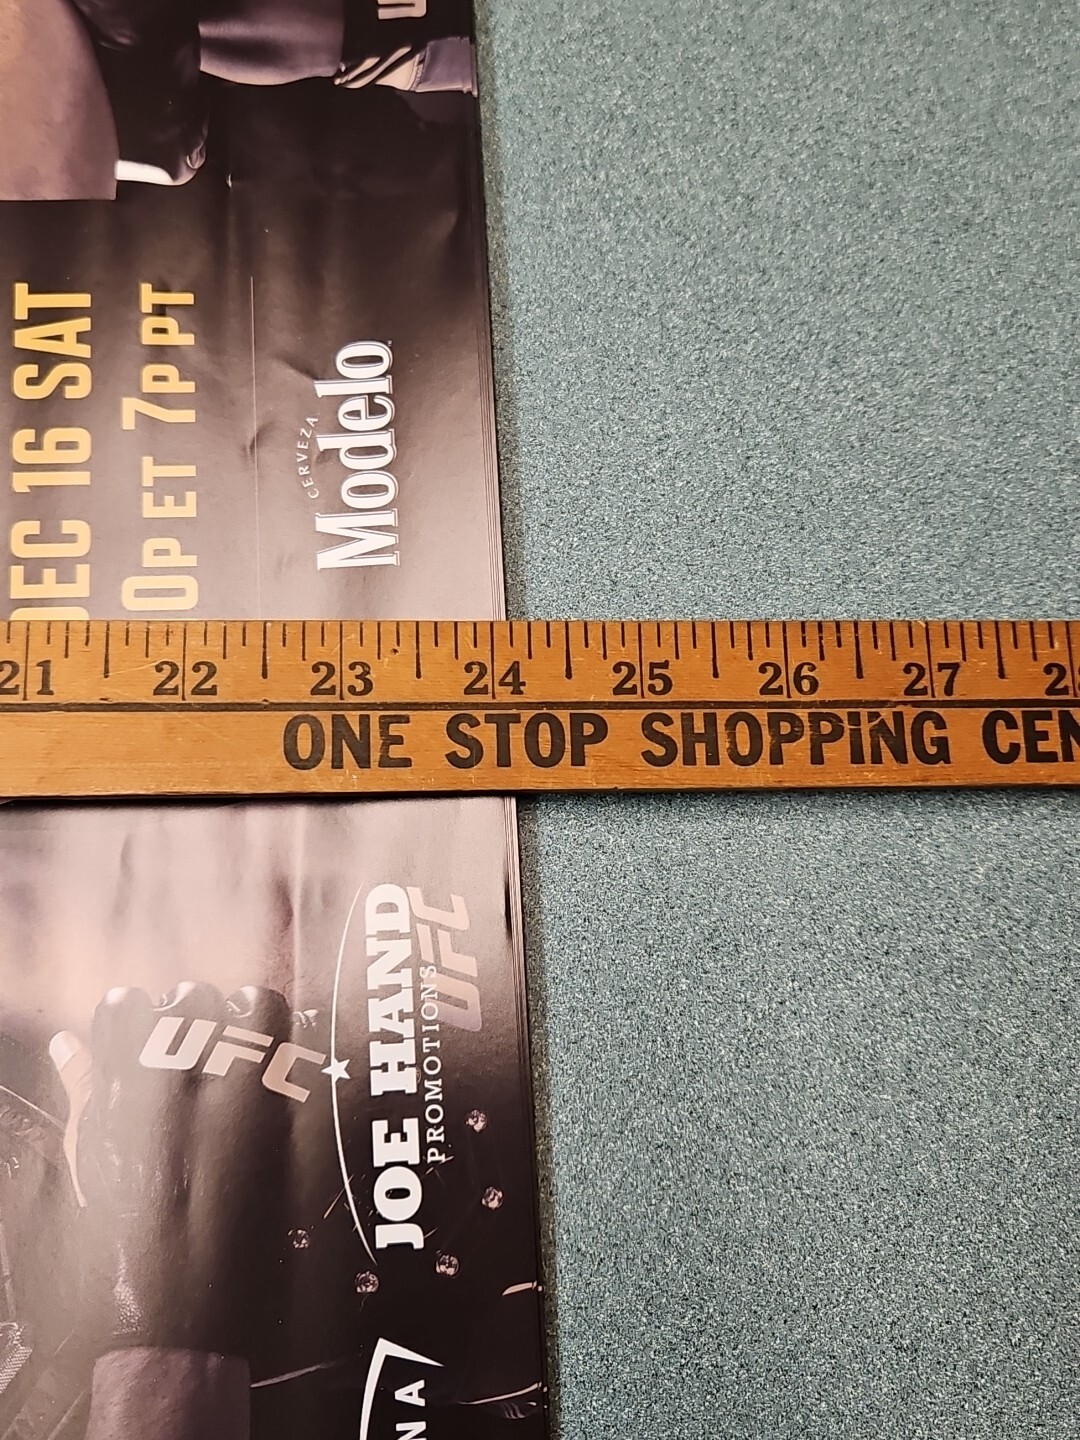 DEC 16 SAT
0P ET 7P PT
CERVEZA
Modelo
21 22 23 24 25 26 27
ONE STOP SHOPPING CEN
UFC
JOE HAND
PROMOTIONS
UFC
NA